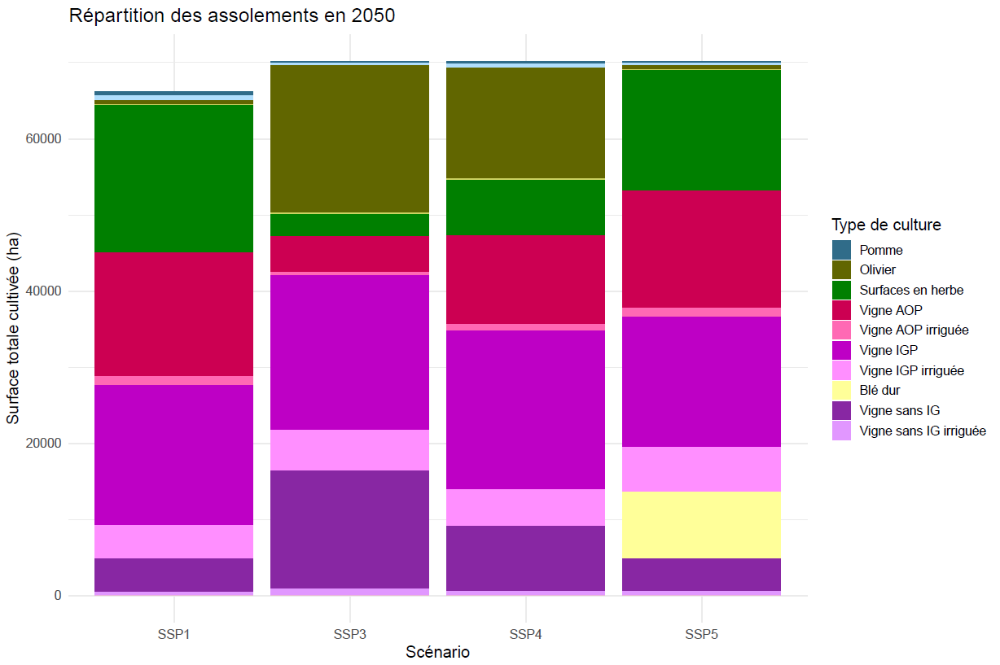 Répartition des assolements en 2050
Surface totale cultivée (ha)
60000
40000
20000
0
SSP1
SSP3
SSP4
SSP5
Scénario
Type de culture
Pomme
Olivier
Surfaces en herbe
Vigne AOP
Vigne AOP irriguée
Vigne IGP
Vigne IGP irriguée
Blé dur
Vigne sans IG
Vigne sans IG irriguée